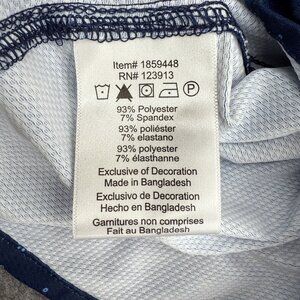 Item# 1859448
RN# 123913
P
93% Polyester
7% Spandex
93% poliéster
7% elastano
93% polyester
7% élasthanne
Exclusive of Decoration
Made in Bangladesh
Exclusivo de Decoration
Hecho en Bangladesh
Garnitures non comprises
Fait au Bangladesh